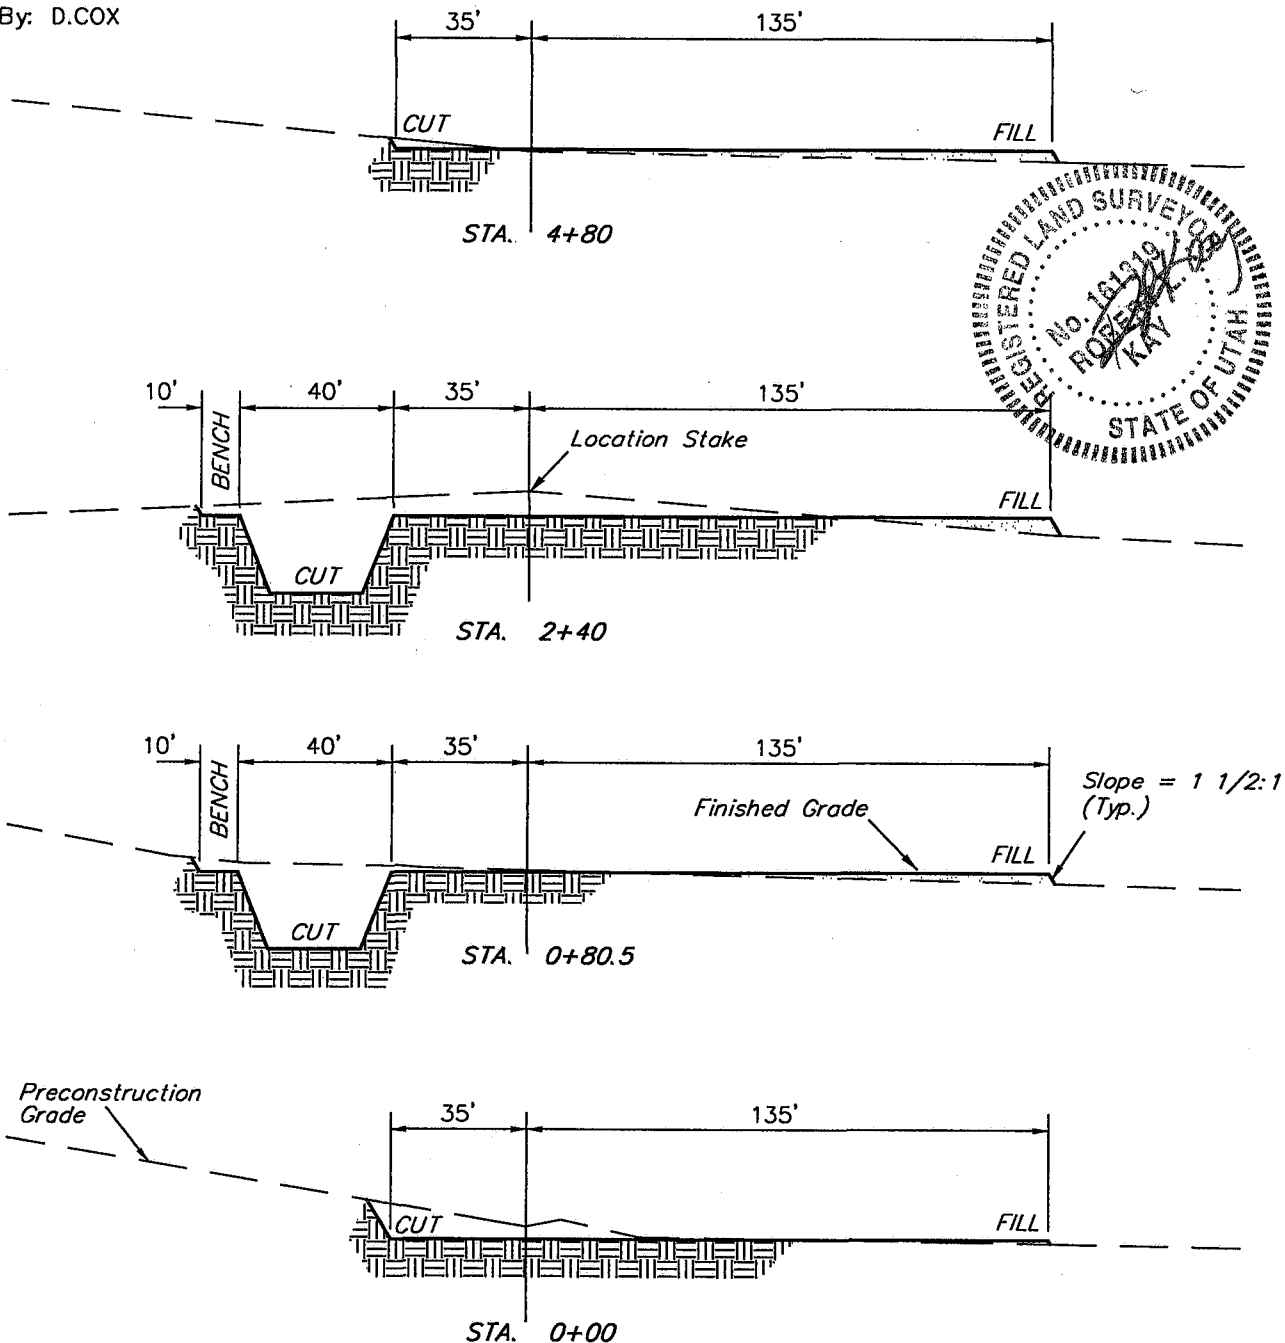 By: D.COX
35' 135'
CUT FILL
STA. 4+80
REGISTERED LAND SURVEYOR
No. 161319
ROBERT L.
KAY
STATE OF UTAH
10' 40' 35' 135'
BENCH
Location Stake
FILL
CUT
STA. 2+40
10' 40' 35' 135'
BENCH
Slope = 1 1/2:1
(Typ.)
Finished Grade
FILL
CUT
STA. 0+80.5
Preconstruction
Grade
35' 135'
CUT FILL
STA. 0+00